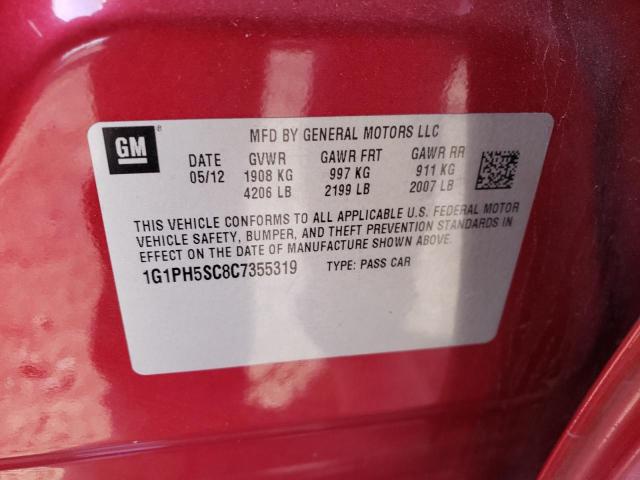 GM
MFD BY GENERAL MOTORS LLC
DATE GVWR GAWR FRT GAWR RR
05/12 1908 KG 997 KG 911 KG
4206 LB 2199 LB 2007 LB
THIS VEHICLE CONFORMS TO ALL APPLICABLE U.S. FEDERAL MOTOR
VEHICLE SAFETY, BUMPER, AND THEFT PREVENTION STANDARDS IN
EFFECT ON THE DATE OF MANUFACTURE SHOWN ABOVE.
1G1PH5SC8C7355319 TYPE: PASS CAR